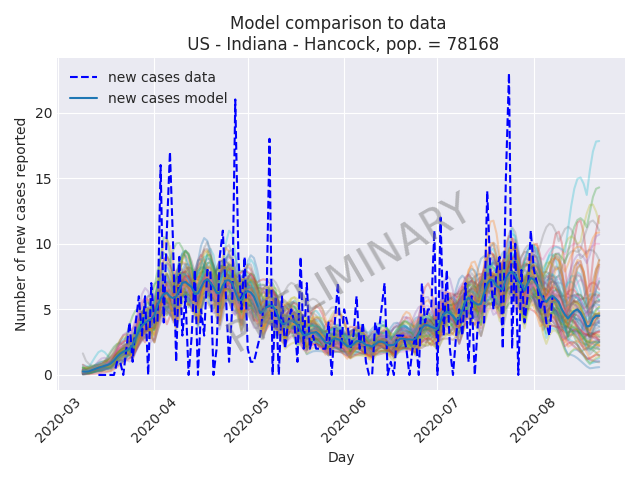 Model comparison to data
US - Indiana - Hancock, pop. = 78168
new cases data
new cases model
Number of new cases reported
20
15
10
5
0
2020-03
2020-04
2020-05
2020-06
2020-07
2020-08
Day